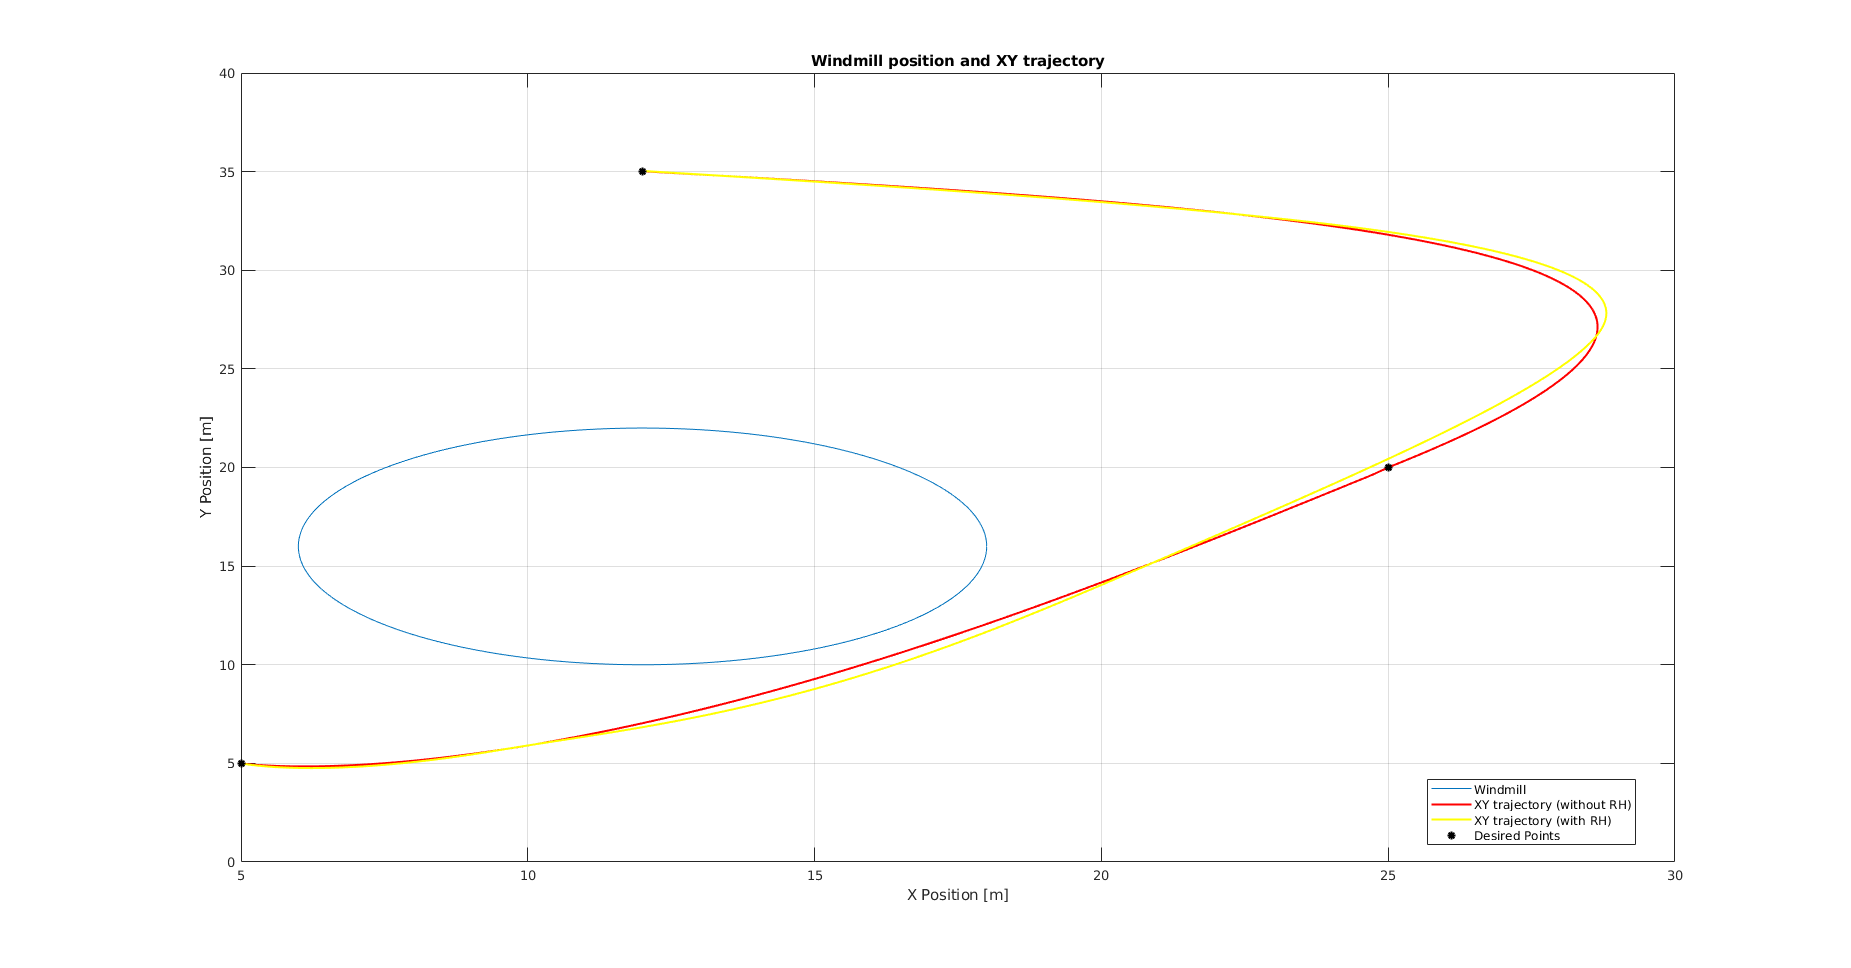 Windmill position and XY trajectory
40
35
30
25
20
15
10
5
0
Y Position [m]
5 10 15 20 25 30
X Position [m]
Windmill
XY trajectory (without RH)
XY trajectory (with RH)
Desired Points